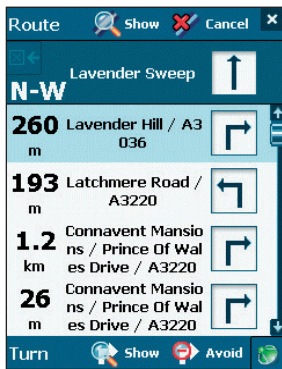 Route Show Cancel
Lavender Sweep
N-W
260 m Lavender Hill / A3
036
193 m Latchmere Road /
A3220
1.2 km Connavent Mansio
ns / Prince Of Wal
es Drive / A3220
26 m Connavent Mansio
ns / Prince Of Wal
es Drive / A3220
Turn Show Avoid